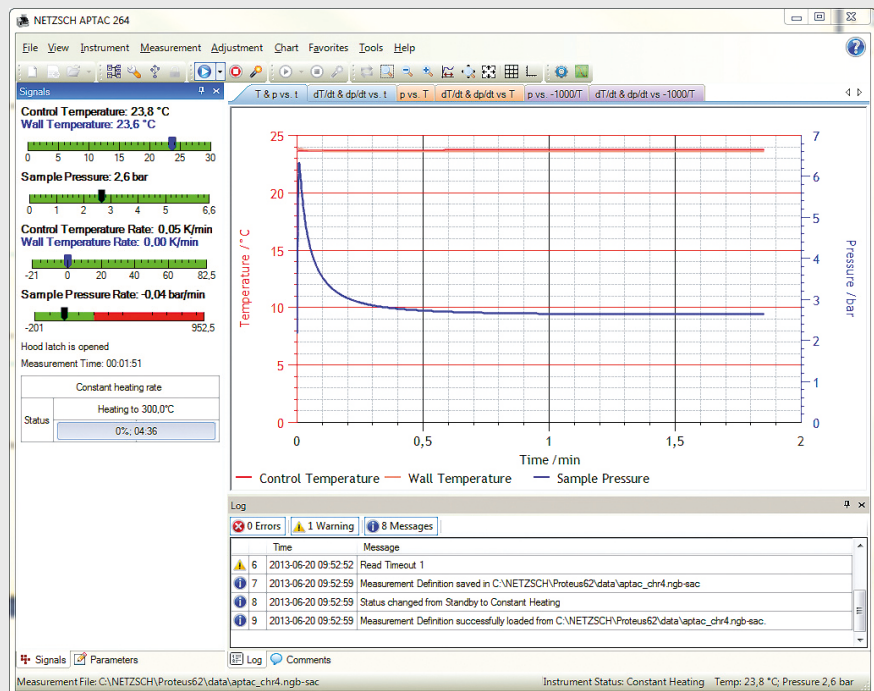 NETZSCH APTAC 264
File View Instrument Measurement Adjustment Chart Favorites Tools Help
Signals
Control Temperature: 23,8 °C
Wall Temperature: 23,6 °C
0 5 10 15 20 25 30
Sample Pressure: 2,6 bar
0 1 2 3 4 5 6,6
Control Temperature Rate: 0,05 K/min
Wall Temperature Rate: 0,00 K/min
-21 0 20 40 60 82,5
Sample Pressure Rate: -0,04 bar/min
-201 952,5
Hood latch is opened
Measurement Time: 00:01:51
Constant heating rate
Status
Heating to 300,0°C
0%; 04:36
Signals Parameters
T & p vs. t dT/dt & dp/dt vs. t p vs. T dT/dt & dp/dt vs T p vs. -1000/T dT/dt & dp/dt vs -1000/T
25
20
15
10
5
0
Temperature /°C
7
6
5
4
3
2
1
0
Pressure /bar
0 0,5 1 1,5 2
Time /min
Control Temperature Wall Temperature Sample Pressure
Log
0 Errors 1 Warning 8 Messages
Time Message
6 2013-06-20 09:52:52 Read Timeout 1
7 2013-06-20 09:52:59 Measurement Definition saved in C:\NETZSCH\Proteus62\data\aptac_chr4.ngb-sac
8 2013-06-20 09:52:59 Status changed from Standby to Constant Heating
9 2013-06-20 09:52:59 Measurement Definition successfully loaded from C:\NETZSCH\Proteus62\data\aptac_chr4.ngb-sac.
Log Comments
Measurement File: C:\NETZSCH\Proteus62\data\aptac_chr4.ngb-sac Instrument Status: Constant Heating Temp: 23,8 °C; Pressure 2,6 bar